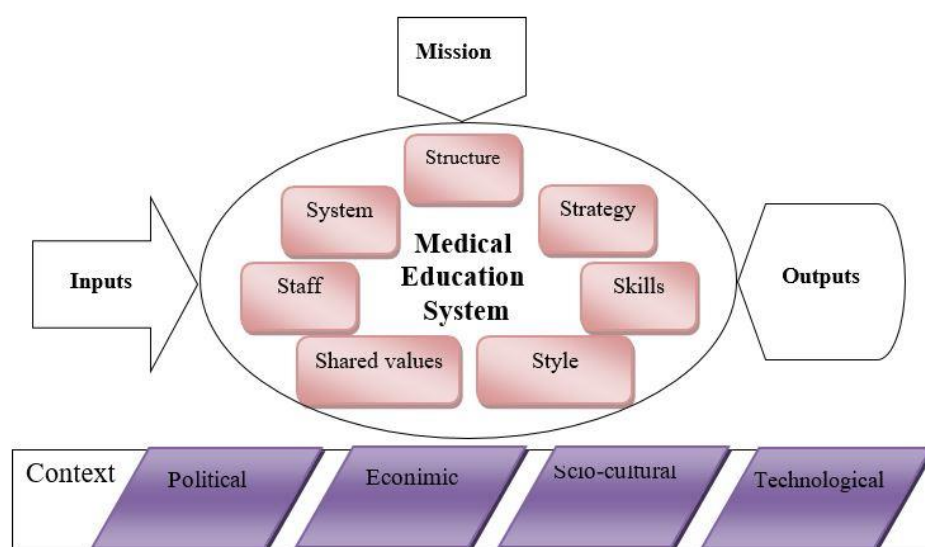 Mission
Structure
System
Strategy
Medical
Education
System
Inputs
Outputs
Staff
Skills
Shared values
Style
Context
Political
Econimic
Scio-cultural
Technological